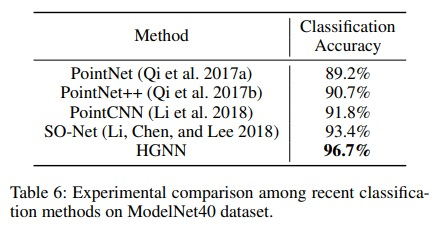 Method Classification Accuracy
PointNet (Qi et al. 2017a) 89.2%
PointNet++ (Qi et al. 2017b) 90.7%
PointCNN (Li et al. 2018) 91.8%
SO-Net (Li, Chen, and Lee 2018) 93.4%
HGNN 96.7%
Table 6: Experimental comparison among recent classifica-
tion methods on ModelNet40 dataset.